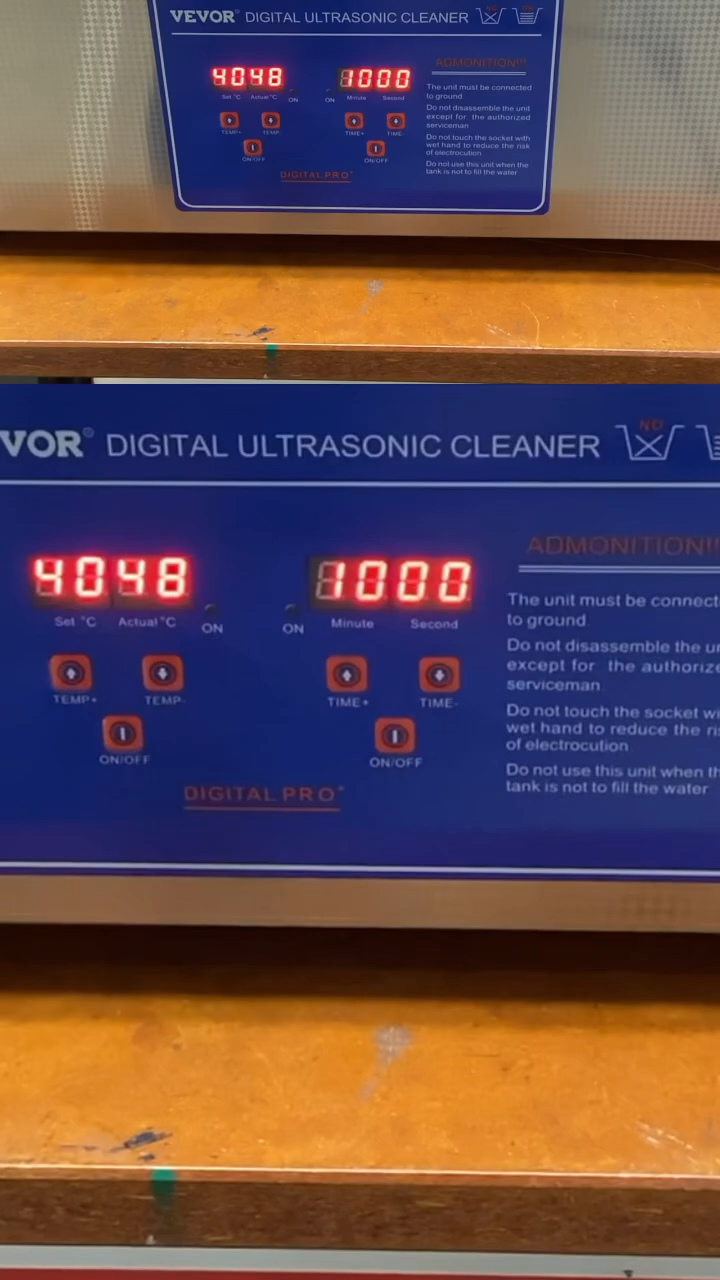 VEVOR® DIGITAL ULTRASONIC CLEANER
NO
4048 1000
ADMONITION!!!
Set °C Actual °C ON ON Minute Second
The unit must be connected
to ground
Do not disassemble the unit
except for the authorized
serviceman
TEMP+ TEMP- TIME+ TIME-
Do not touch the socket with
wet hand to reduce the risk
of electrocution
ON/OFF ON/OFF
Do not use this unit when the
tank is not to fill the water
DIGITAL PRO+
VOR® DIGITAL ULTRASONIC CLEANER
NO
ADMONITION!!
4048 1000
Set °C Actual °C ON ON Minute Second
The unit must be connect
to ground
Do not disassemble the un
except for the authorize
serviceman
TEMP+ TEMP- TIME+ TIME-
Do not touch the socket wi
wet hand to reduce the ris
of electrocution
ON/OFF ON/OFF
Do not use this unit when th
tank is not to fill the water
DIGITAL PRO+